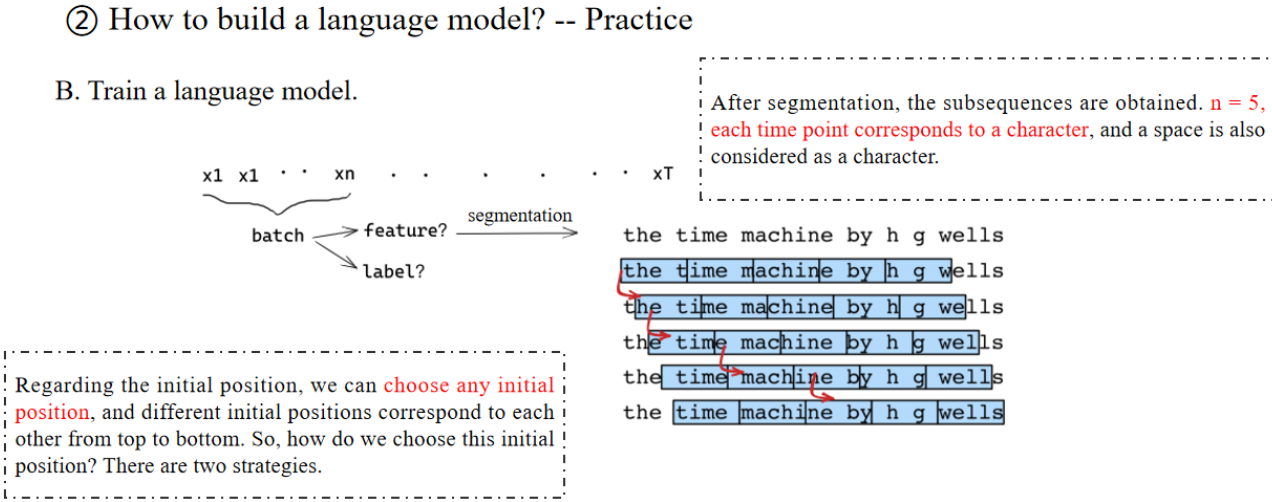 ② How to build a language model? -- Practice
B. Train a language model.
After segmentation, the subsequences are obtained. n = 5,
each time point corresponds to a character, and a space is also
considered as a character.
x1 x1 · · xn · · · · · · xT
batch
feature?
label?
segmentation
the time machine by h g wells
the time machine by h g wells
the time machine by h g wells
the time machine by h g wells
the time machine by h g wells
the time machine by h g wells
Regarding the initial position, we can choose any initial
position, and different initial positions correspond to each
other from top to bottom. So, how do we choose this initial
position? There are two strategies.